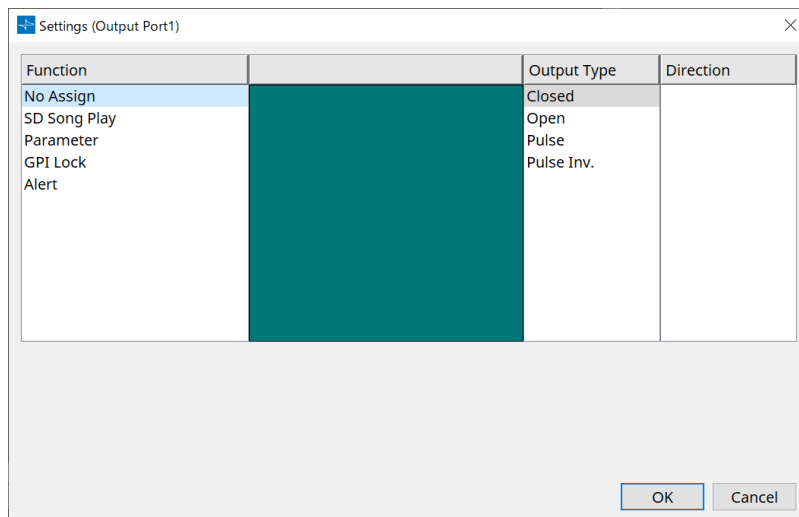 Settings (Output Port1)
Function
Output Type
Direction
No Assign
SD Song Play
Parameter
GPI Lock
Alert
Closed
Open
Pulse
Pulse Inv.
OK
Cancel